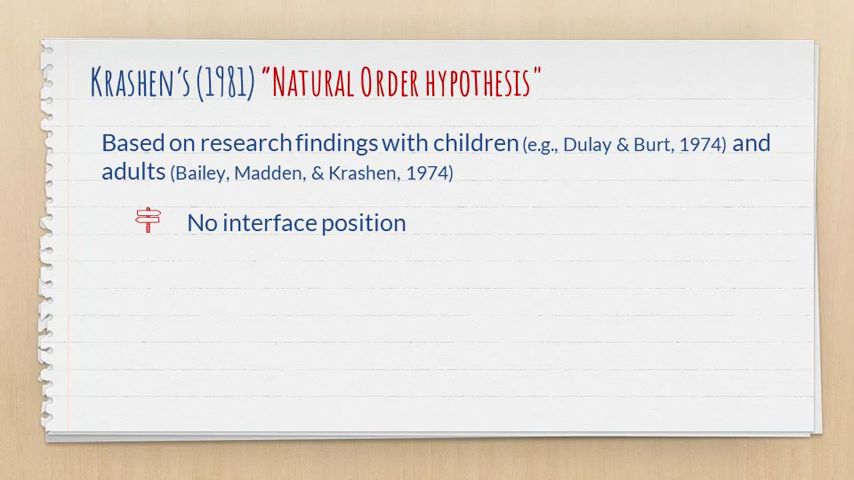 Krashen's (1981) "Natural Order hypothesis"
Based on research findings with children (e.g., Dulay & Burt, 1974) and
adults (Bailey, Madden, & Krashen, 1974)
No interface position